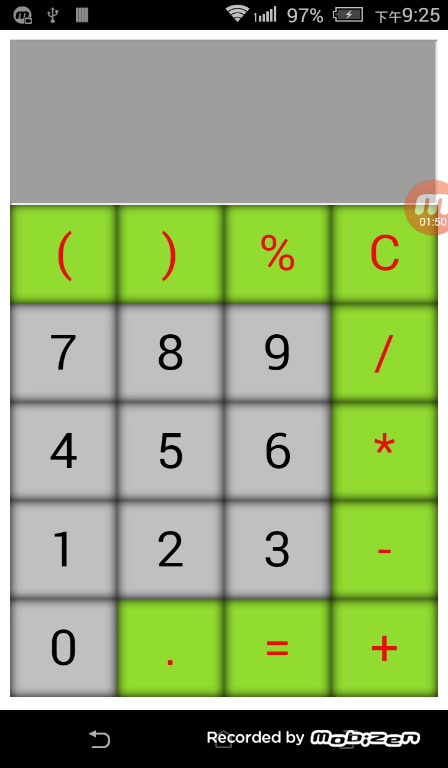 97% 下午9:25
01:50
( ) % C
7 8 9 /
4 5 6 *
1 2 3 -
0 . = +
Recorded by mobizen